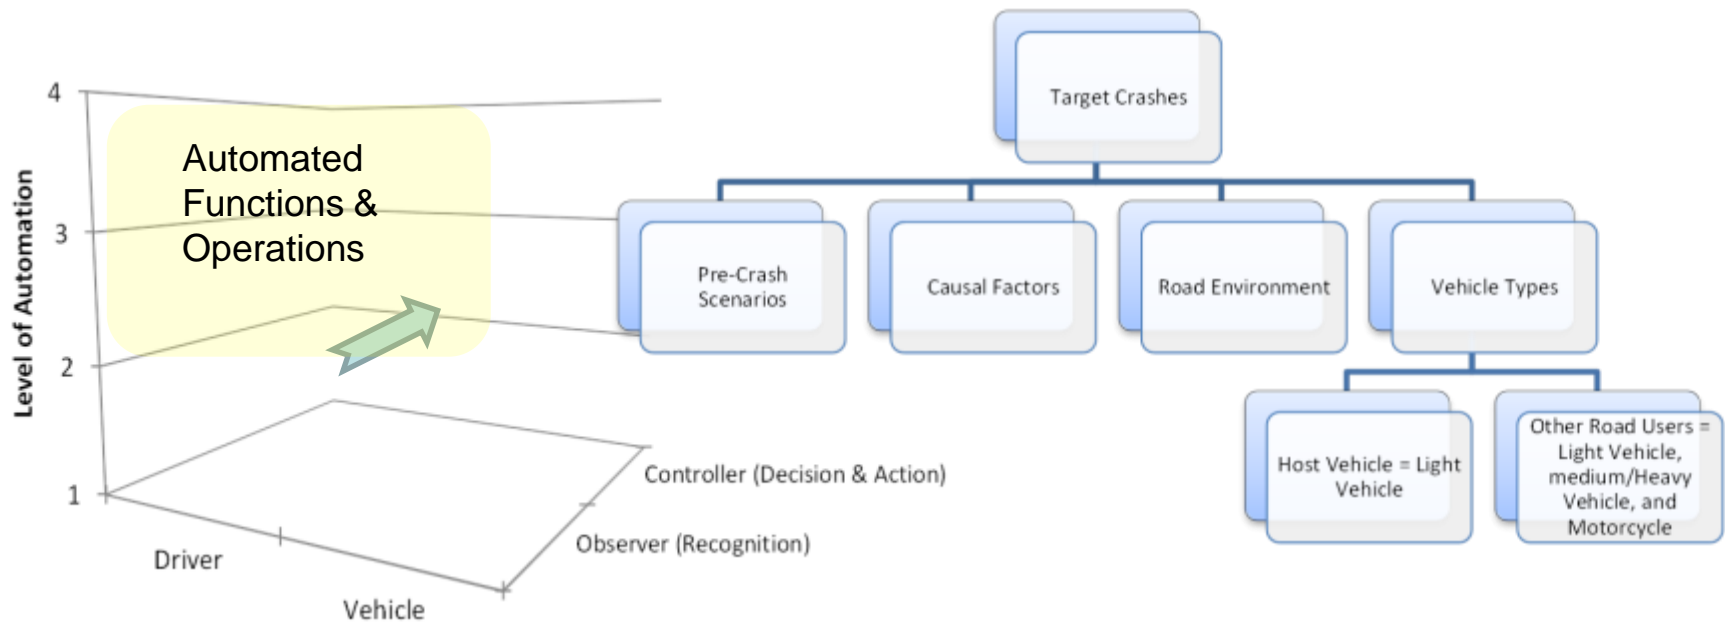 4
3
2
1
Level of Automation
Automated
Functions &
Operations
Driver
Vehicle
Controller (Decision & Action)
Observer (Recognition)
Target Crashes
Pre-Crash
Scenarios
Causal Factors
Road Environment
Vehicle Types
Host Vehicle = Light
Vehicle
Other Road Users =
Light Vehicle,
medium/Heavy
Vehicle, and
Motorcycle